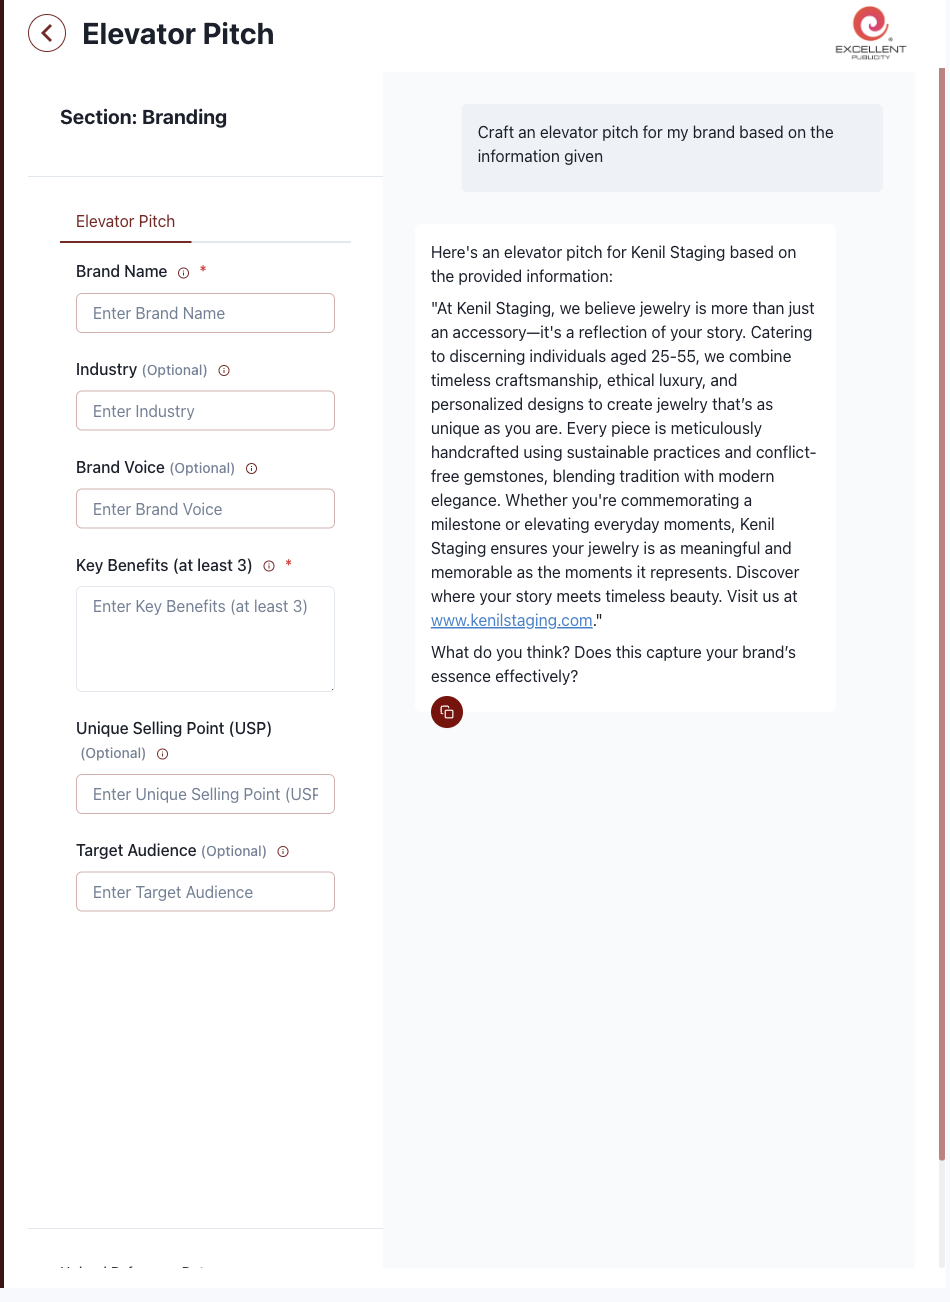 Elevator Pitch
EXCELLENT
PUBLICITY
Section: Branding
Elevator Pitch
Brand Name *
Enter Brand Name
Industry (Optional)
Enter Industry
Brand Voice (Optional)
Enter Brand Voice
Key Benefits (at least 3) *
Enter Key Benefits (at least 3)
Unique Selling Point (USP)
(Optional)
Enter Unique Selling Point (USP
Target Audience (Optional)
Enter Target Audience
Craft an elevator pitch for my brand based on the
information given
Here's an elevator pitch for Kenil Staging based on
the provided information:
"At Kenil Staging, we believe jewelry is more than just
an accessory—it's a reflection of your story. Catering
to discerning individuals aged 25-55, we combine
timeless craftsmanship, ethical luxury, and
personalized designs to create jewelry that’s as
unique as you are. Every piece is meticulously
handcrafted using sustainable practices and conflict-
free gemstones, blending tradition with modern
elegance. Whether you're commemorating a
milestone or elevating everyday moments, Kenil
Staging ensures your jewelry is as meaningful and
memorable as the moments it represents. Discover
where your story meets timeless beauty. Visit us at
www.kenilstaging.com."
What do you think? Does this capture your brand’s
essence effectively?